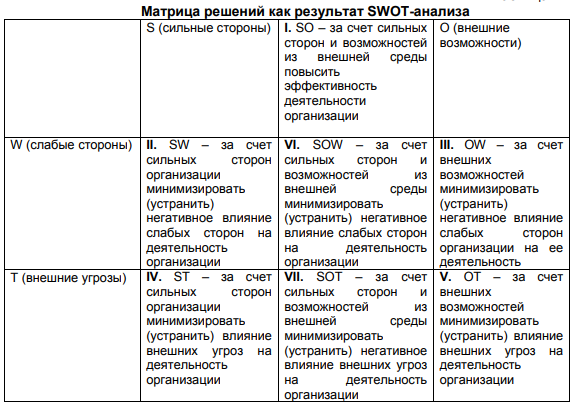 Матрица решений как результат SWOT-анализа
S (сильные стороны)
I. SO – за счет сильных
сторон и возможностей
из внешней среды
повысить
эффективность
деятельности
организации
O (внешние
возможности)
W (слабые стороны)
II. SW – за счет
сильных сторон
организации
минимизировать
(устранить)
негативное влияние
слабых сторон на
деятельность
организации
VI. SOW – за счет
сильных сторон и
возможностей из
внешней среды
минимизировать
(устранить) негативное
влияние слабых сторон
на деятельность
организации
III. OW – за счет
внешних
возможностей
минимизировать
(устранить)
негативное влияние
слабых сторон
организации на ее
деятельность
T (внешние угрозы)
IV. ST – за счет
сильных сторон
организации
минимизировать
(устранить) влияние
внешних угроз на
деятельность
организации
VII. SOT – за счет
сильных сторон и
возможностей из
внешней среды
минимизировать
(устранить) негативное
влияние внешних угроз
на деятельность
организации
V. OT – за счет
внешних
возможностей
минимизировать
(устранить) влияние
внешних угроз на
деятельность
организации